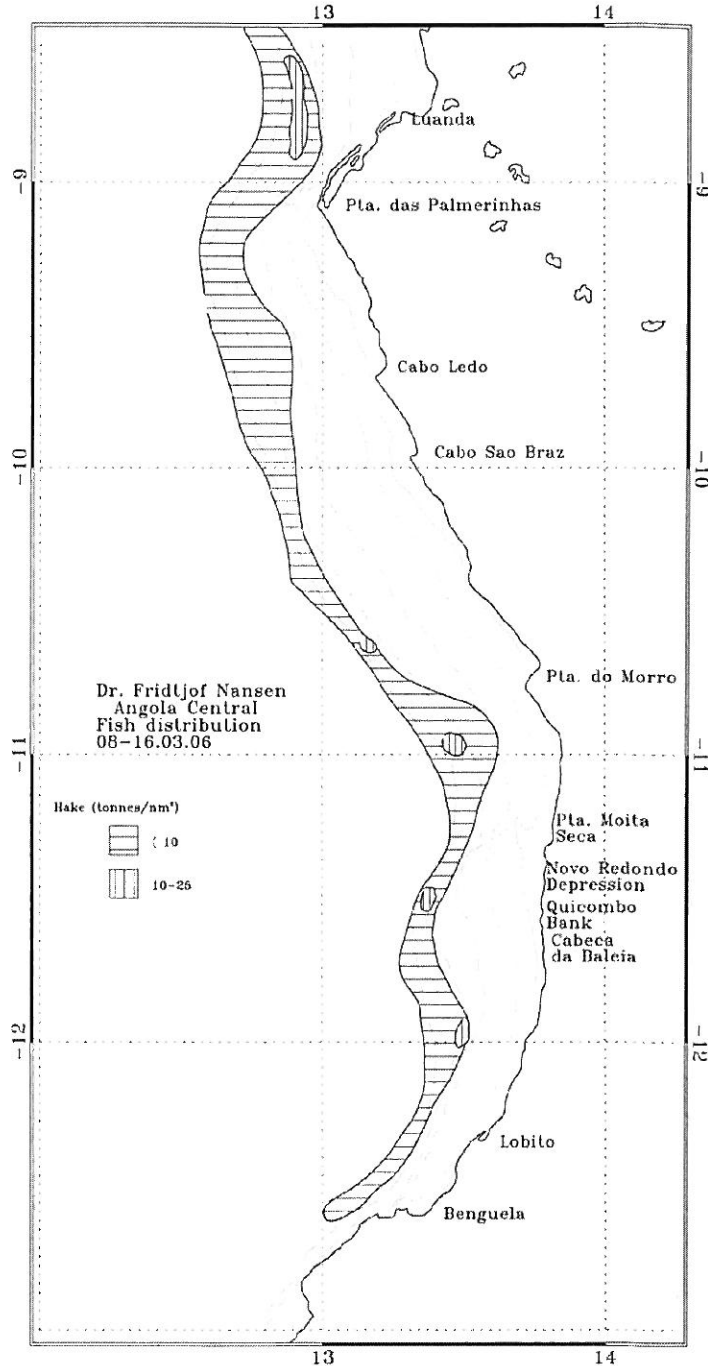 13
14
Luanda
-9
-9
Pta. das Palmerinhas
Cabo Ledo
Cabo Sao Braz
-10
-10
Pta. do Morro
Dr. Fridtjof Nansen
Angola Central
Fish distribution
08-16.03.06
-11
-11
Hake (tonnes/nm²)
< 10
10-25
Pta. Moita
Seca
Novo Redondo
Depression
Quicombo
Bank
Cabeca
da Baleia
-12
-12
Lobito
Benguela
13
14